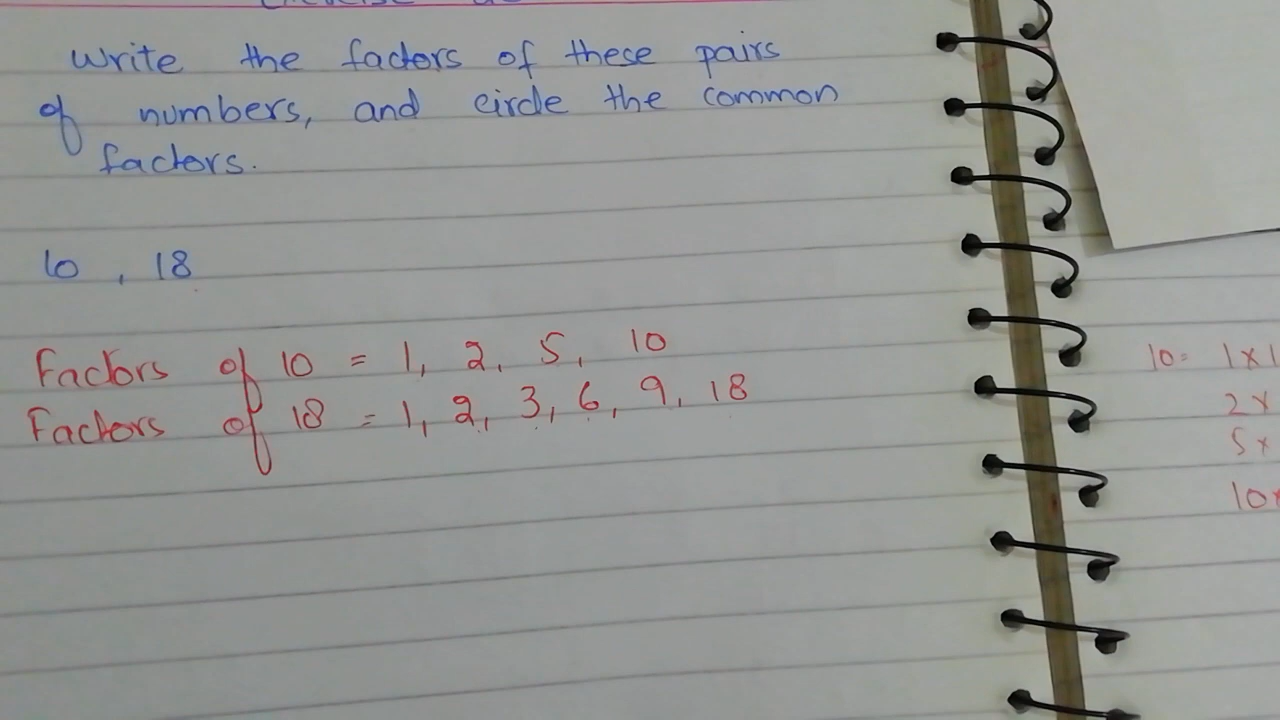 Write the factors of these pairs
of numbers, and circle the common
factors.
10 , 18
Factors of 10 = 1, 2, 5, 10
Factors of 18 = 1, 2, 3, 6, 9, 18
10= 1x1
2x
5x
10x